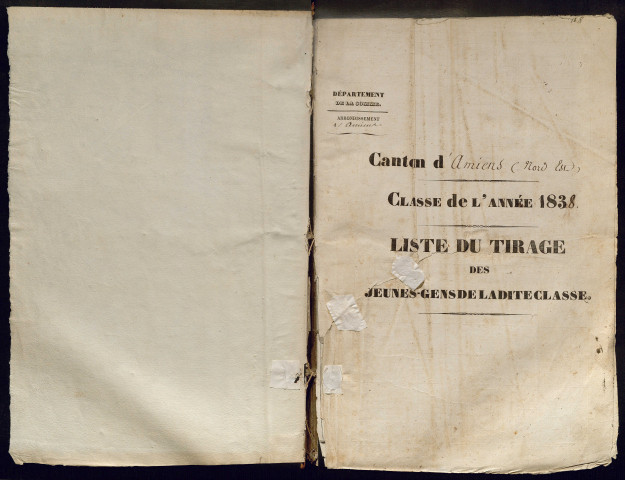 DÉPARTEMENT
DE LA SOMME.
ARRONDISSEMENT
d'Amiens
Canton d'Amiens (Nord Est)
CLASSE de L'ANNÉE 1838.
LISTE DU TIRAGE
DES
JEUNES-GENS DE LADITE CLASSE.